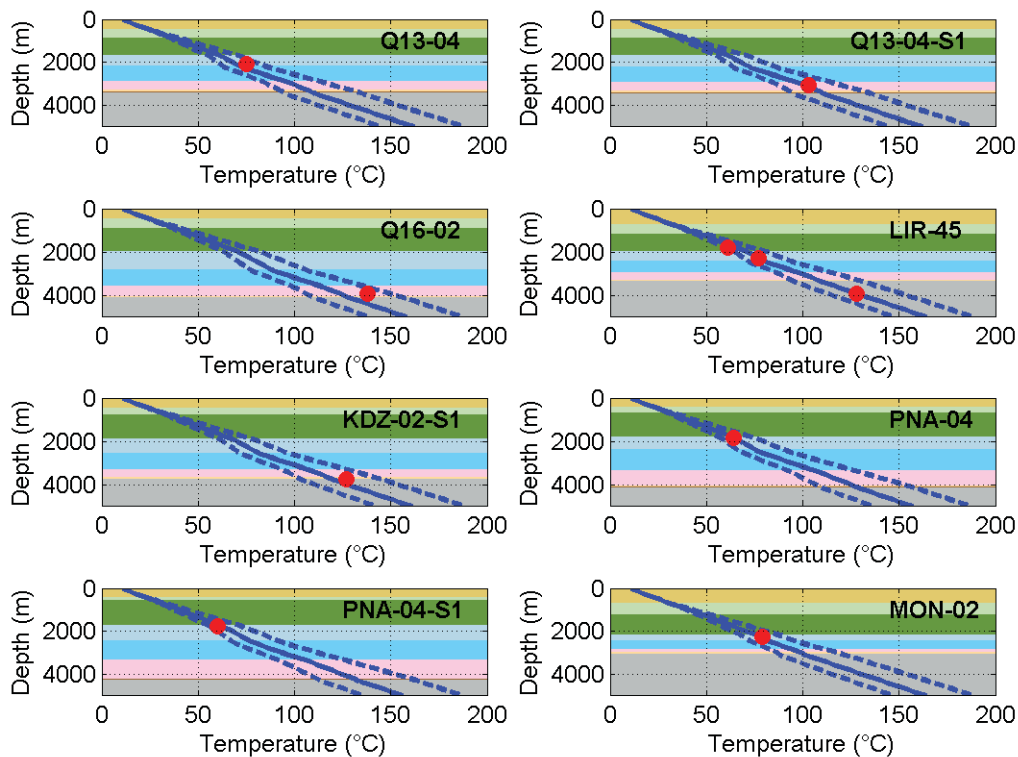 Depth (m)
0
2000
4000
Q13-04
0 50 100 150 200
Temperature (°C)
Depth (m)
0
2000
4000
Q13-04-S1
0 50 100 150 200
Temperature (°C)
Depth (m)
0
2000
4000
Q16-02
0 50 100 150 200
Temperature (°C)
Depth (m)
0
2000
4000
LIR-45
0 50 100 150 200
Temperature (°C)
Depth (m)
0
2000
4000
KDZ-02-S1
0 50 100 150 200
Temperature (°C)
Depth (m)
0
2000
4000
PNA-04
0 50 100 150 200
Temperature (°C)
Depth (m)
0
2000
4000
PNA-04-S1
0 50 100 150 200
Temperature (°C)
Depth (m)
0
2000
4000
MON-02
0 50 100 150 200
Temperature (°C)